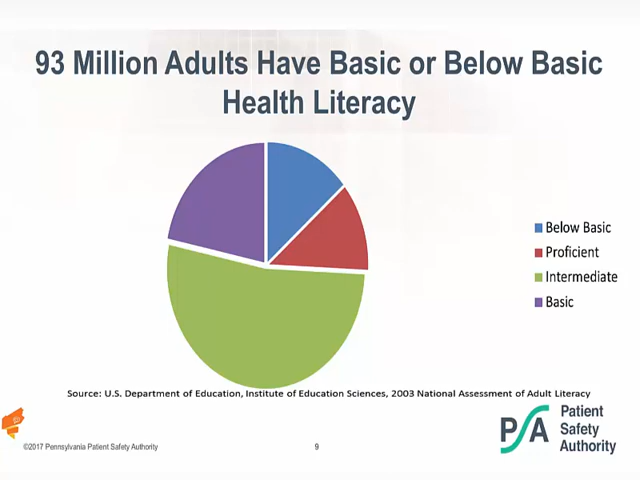 93 Million Adults Have Basic or Below Basic
Health Literacy
Below Basic
Proficient
Intermediate
Basic
Source: U.S. Department of Education, Institute of Education Sciences, 2003 National Assessment of Adult Literacy
©2017 Pennsylvania Patient Safety Authority
9
PSA
Patient
Safety
Authority